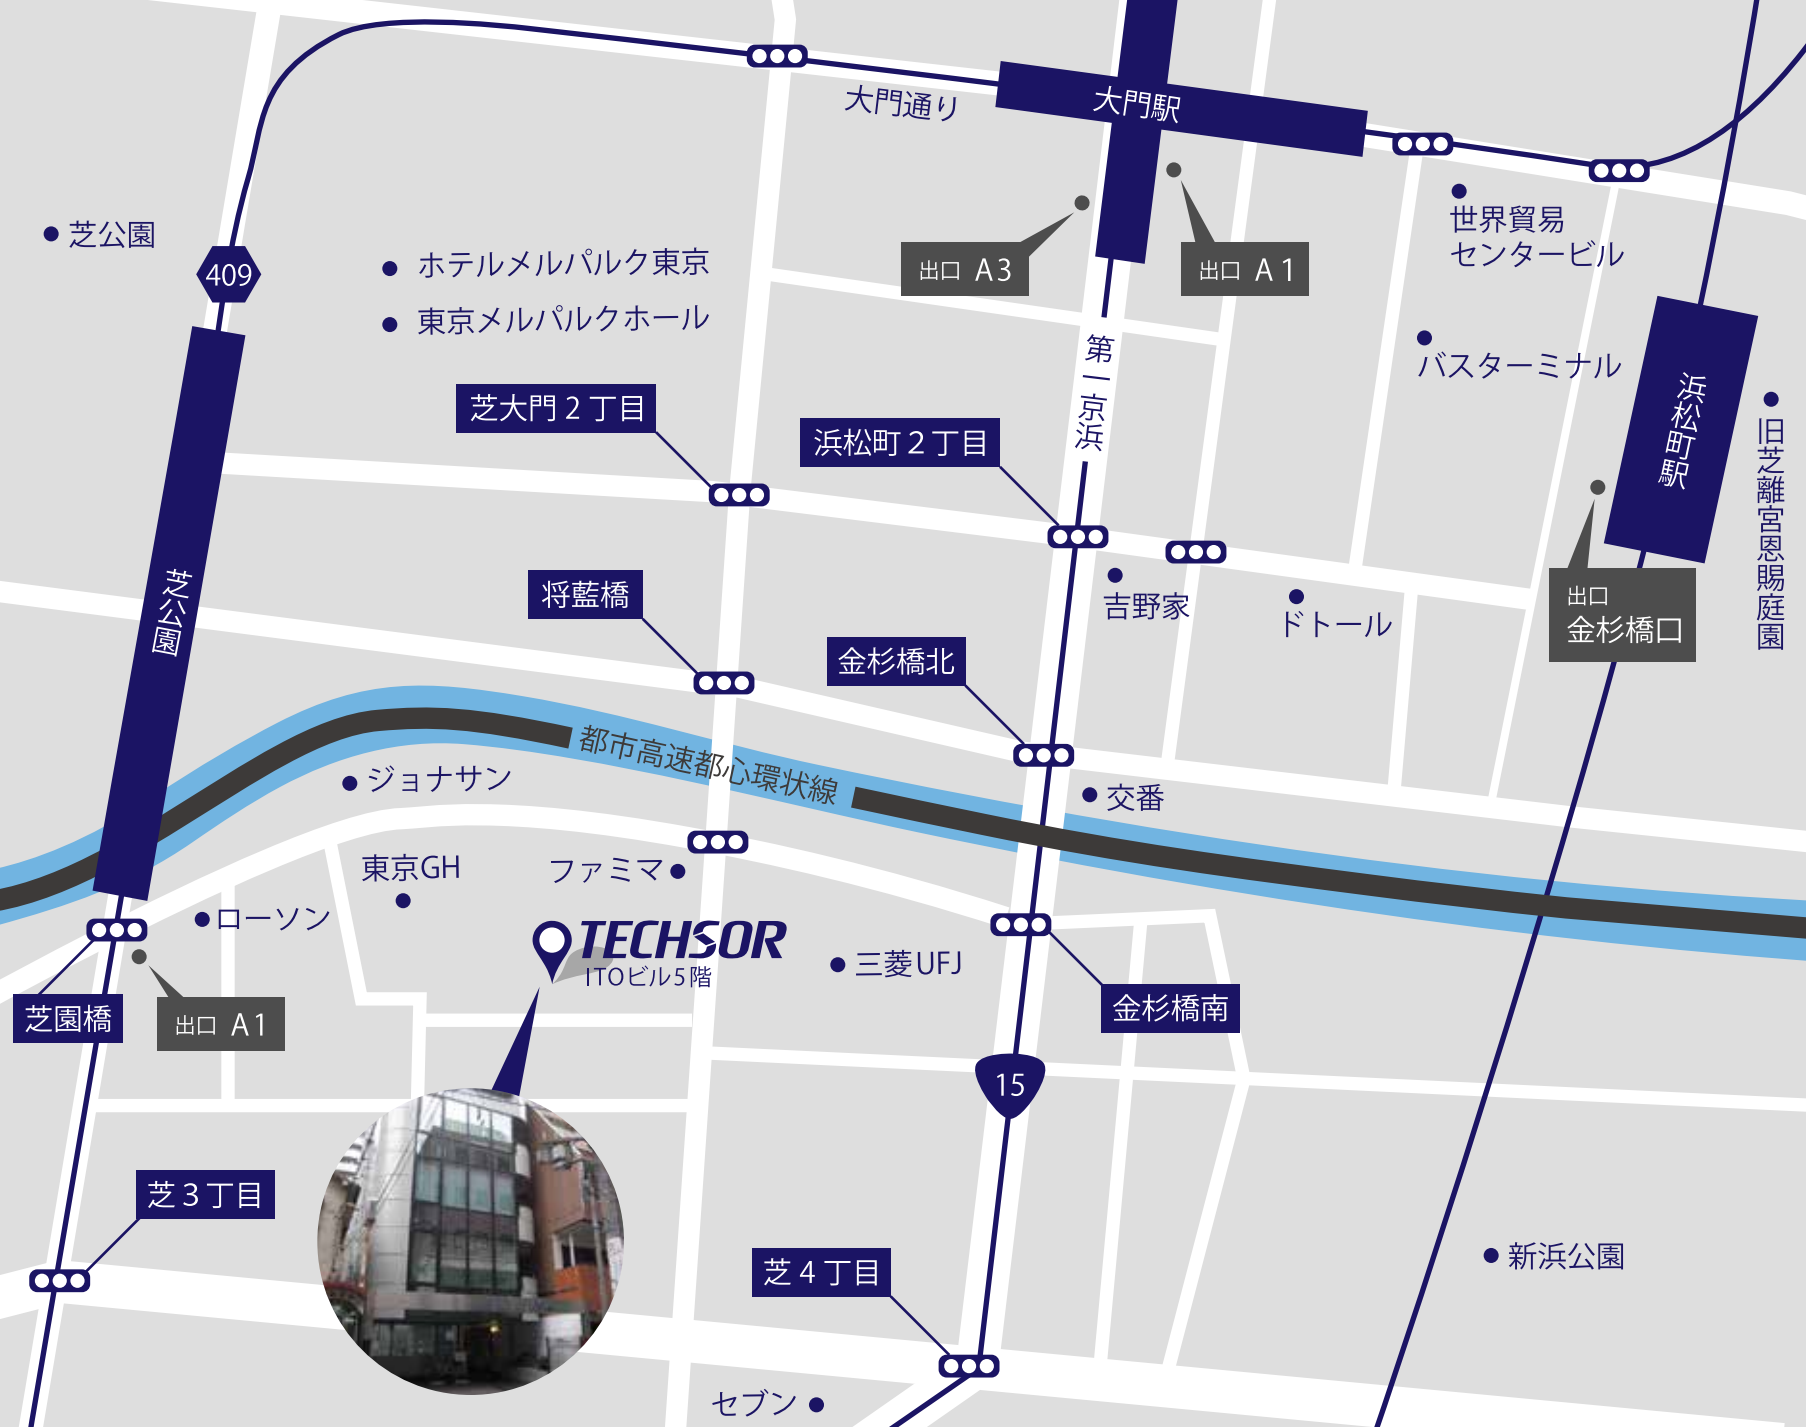 大門通り
大門駅
芝公園
409
ホテルメルパルク東京
東京メルパルクホール
出口 A3
出口 A1
世界貿易
センタービル
第一京浜
バスターミナル
浜松町駅
旧芝離宮恩賜庭園
芝大門2丁目
浜松町2丁目
芝公園
将藍橋
吉野家
ドトール
出口
金杉橋口
金杉橋北
都市高速都心環状線
ジョナサン
交番
東京GH
ファミマ
ローソン
TECHSOR
ITOビル5階
三菱UFJ
芝園橋
出口 A1
金杉橋南
15
芝3丁目
芝4丁目
新浜公園
セブン